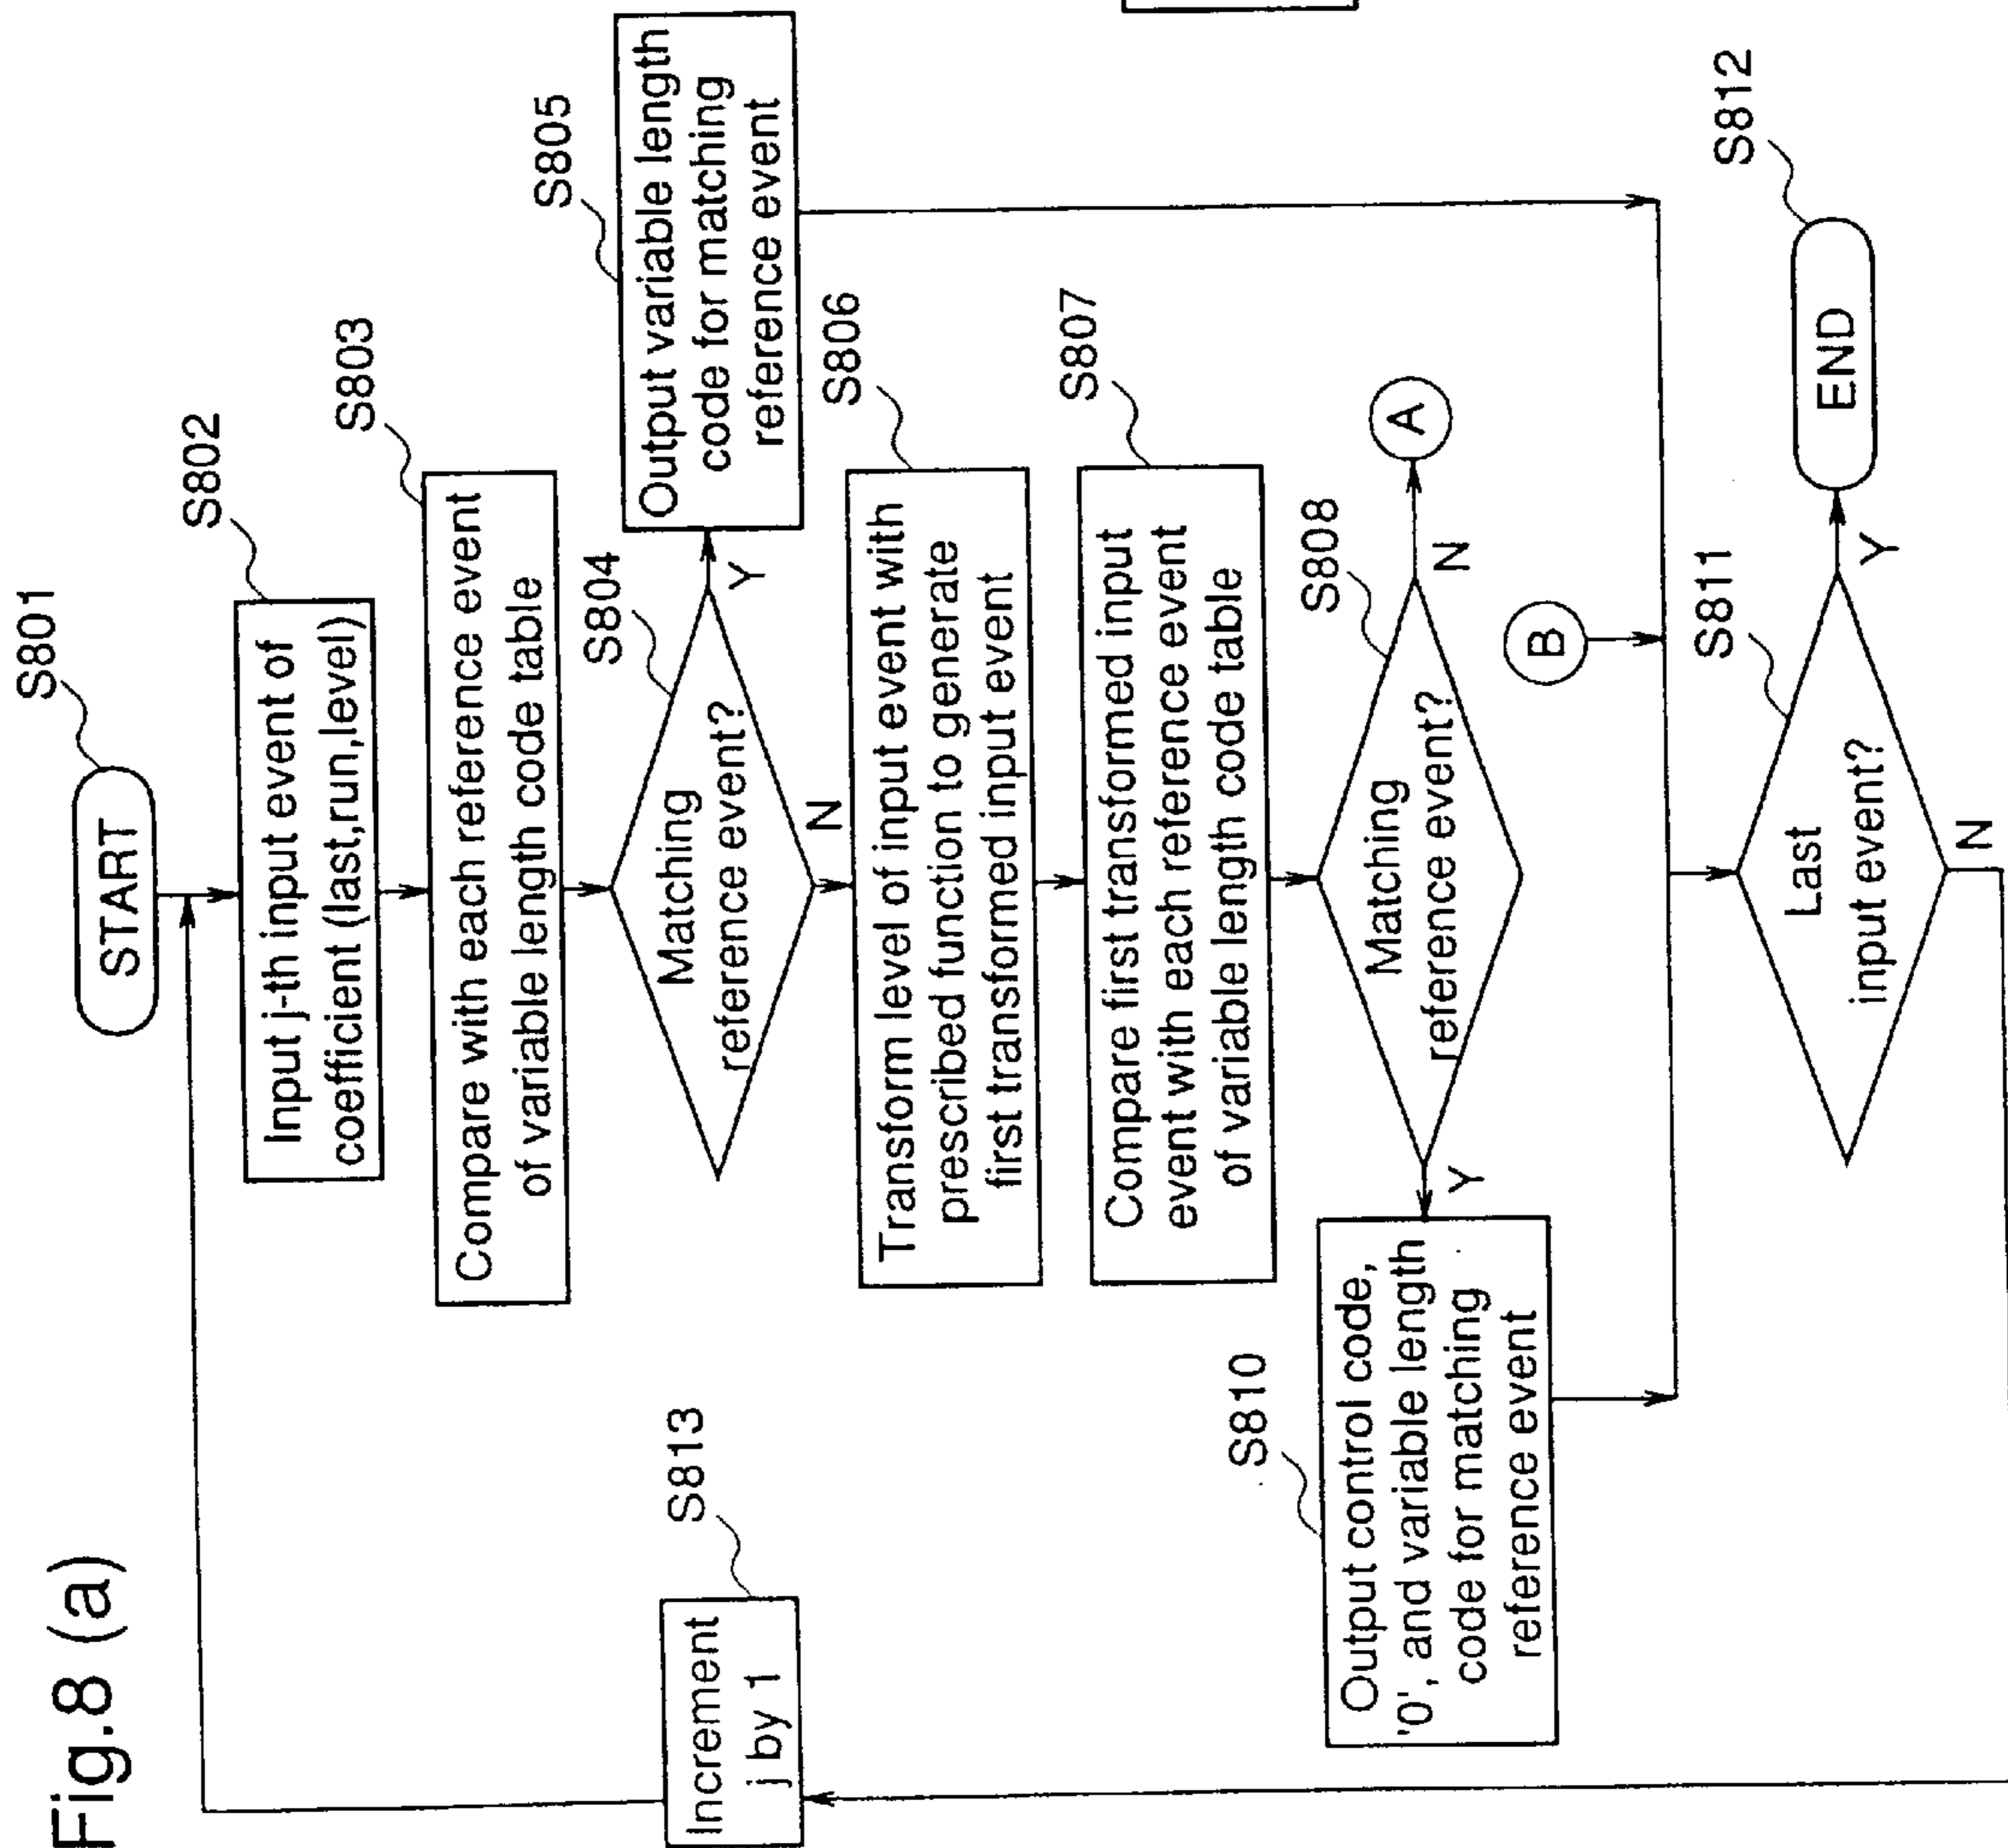 Fig.8 (a)
S801
START
S802
Input j-th input event of
coefficient (last,run,level)
S803
Compare with each reference event
of variable length code table
S804
Matching
reference event?
Y
N
S805
Output variable length
code for matching
reference event
S806
Transform level of input event with
prescribed function to generate
first transformed input event
S807
Compare first transformed input
event with each reference event
of variable length code table
S808
Matching
reference event?
N
A
Y
S810
Output control code,
'0', and variable length
code for matching
reference event
B
S811
Last
input event?
Y
N
S812
END
S813
Increment
j by 1